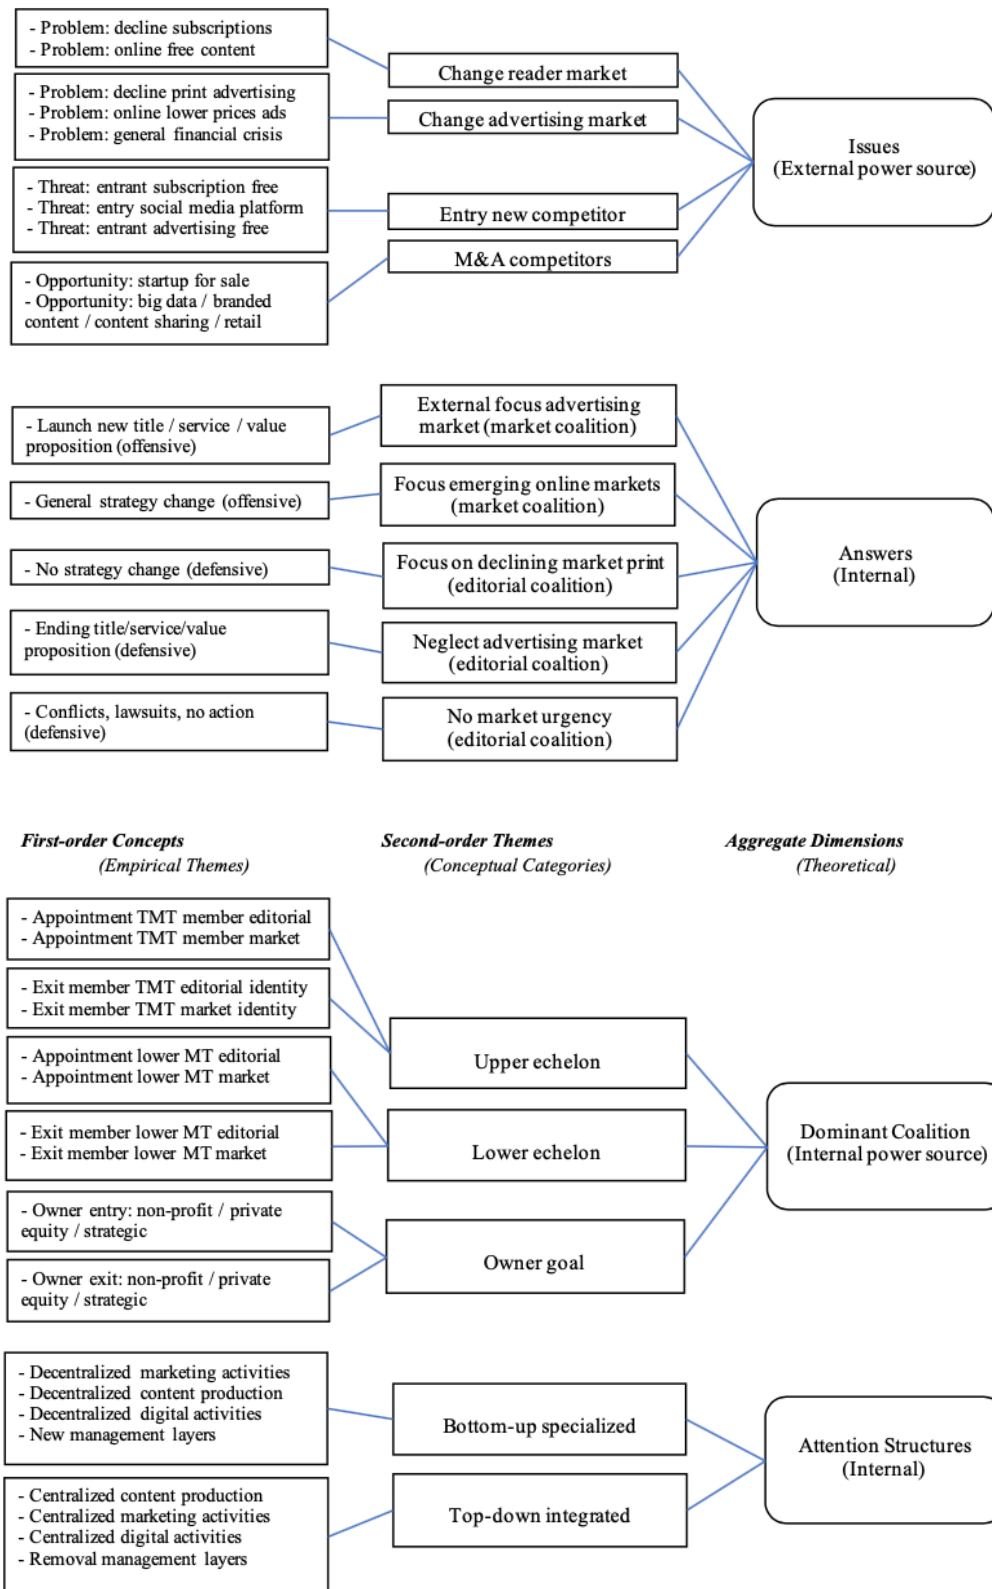 - Problem: decline subscriptions
- Problem: online free content
- Problem: decline print advertising
- Problem: online lower prices ads
- Problem: general financial crisis
- Threat: entrant subscription free
- Threat: entry social media platform
- Threat: entrant advertising free
- Opportunity: startup for sale
- Opportunity: big data / branded
content / content sharing / retail
Change reader market
Change advertising market
Entry new competitor
M&A competitors
Issues
(External power source)
- Launch new title / service / value
proposition (offensive)
- General strategy change (offensive)
- No strategy change (defensive)
- Ending title/service/value
proposition (defensive)
- Conflicts, lawsuits, no action
(defensive)
External focus advertising
market (market coalition)
Focus emerging online markets
(market coalition)
Focus on declining market print
(editorial coalition)
Neglect advertising market
(editorial coaltion)
No market urgency
(editorial coalition)
Answers
(Internal)
First-order Concepts
(Empirical Themes)
Second-order Themes
(Conceptual Categories)
Aggregate Dimensions
(Theoretical)
- Appointment TMT member editorial
- Appointment TMT member market
- Exit member TMT editorial identity
- Exit member TMT market identity
- Appointment lower MT editorial
- Appointment lower MT market
- Exit member lower MT editorial
- Exit member lower MT market
- Owner entry: non-profit / private
equity / strategic
- Owner exit: non-profit / private
equity / strategic
Upper echelon
Lower echelon
Owner goal
Dominant Coalition
(Internal power source)
- Decentralized marketing activities
- Decentralized content production
- Decentralized digital activities
- New management layers
- Centralized content production
- Centralized marketing activities
- Centralized digital activities
- Removal management layers
Bottom-up specialized
Top-down integrated
Attention Structures
(Internal)